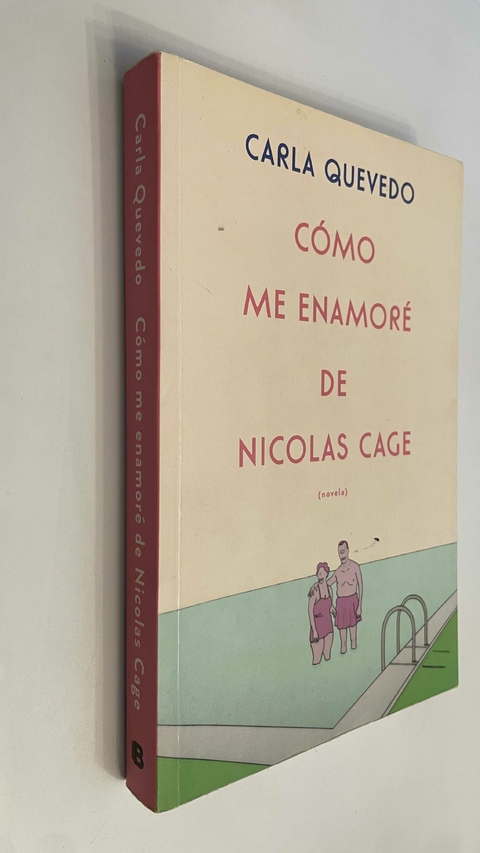 CARLA QUEVEDO
CÓMO
ME ENAMORÉ
DE
NICOLAS CAGE
(novela)
Carla Quevedo Cómo me enamoré de Nicolas Cage
B